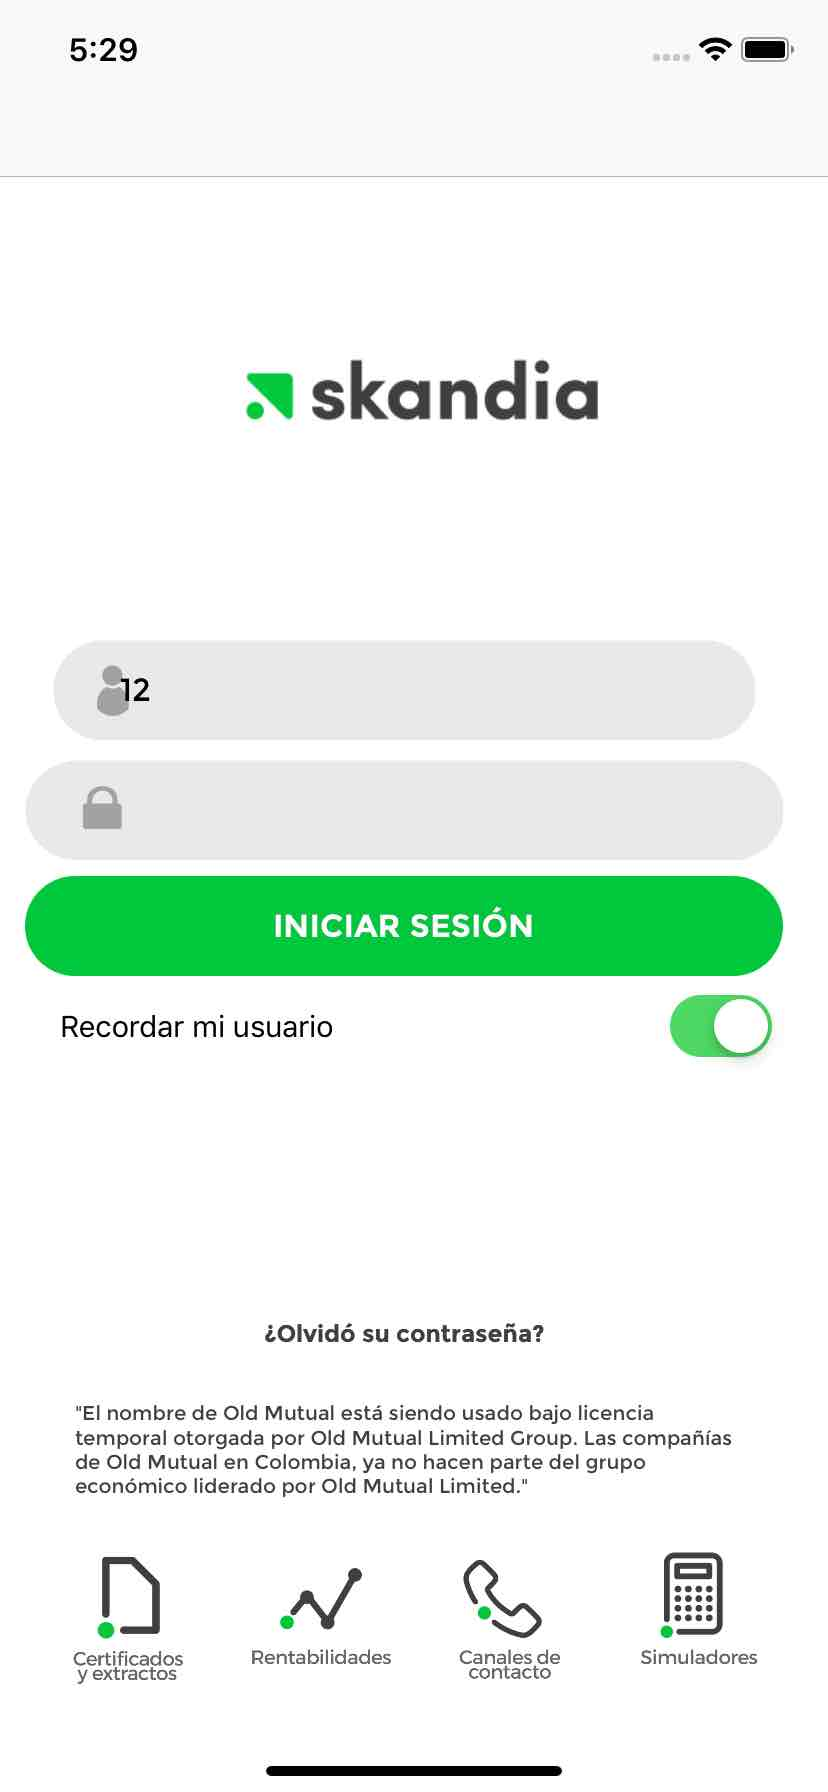 5:29
skandia
12
INICIAR SESIÓN
Recordar mi usuario
¿Olvidó su contraseña?
"El nombre de Old Mutual está siendo usado bajo licencia
temporal otorgada por Old Mutual Limited Group. Las compañías
de Old Mutual en Colombia, ya no hacen parte del grupo
económico liderado por Old Mutual Limited."
Certificados
y extractos
Rentabilidades
Canales de
contacto
Simuladores